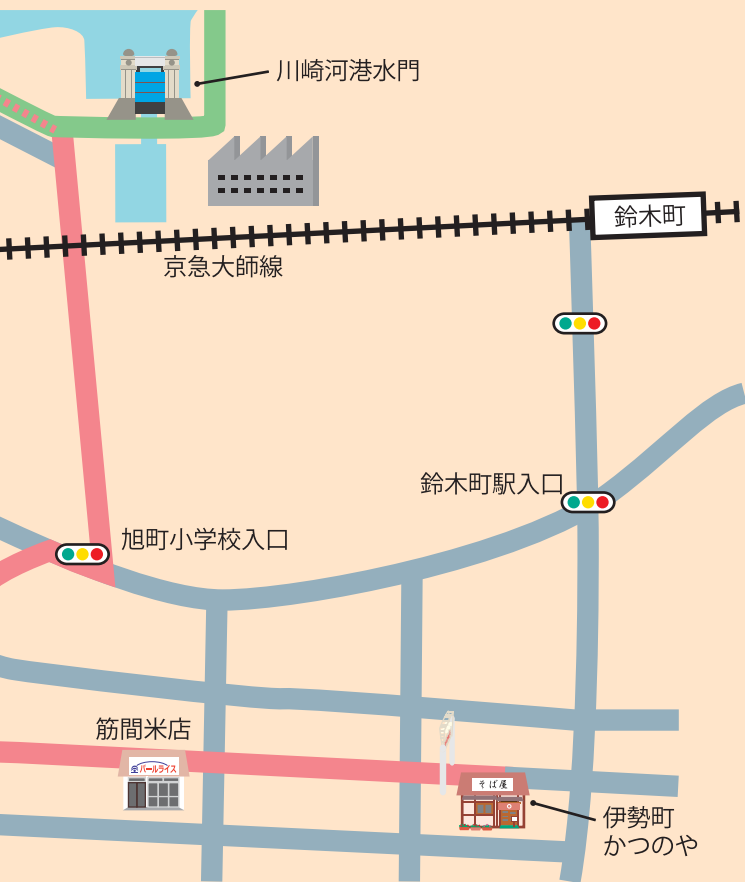 川崎河港水門
鈴木町
京急大師線
鈴木町駅入口
旭町小学校入口
筋間米店
パールライス
そば屋
伊勢町
かつのや